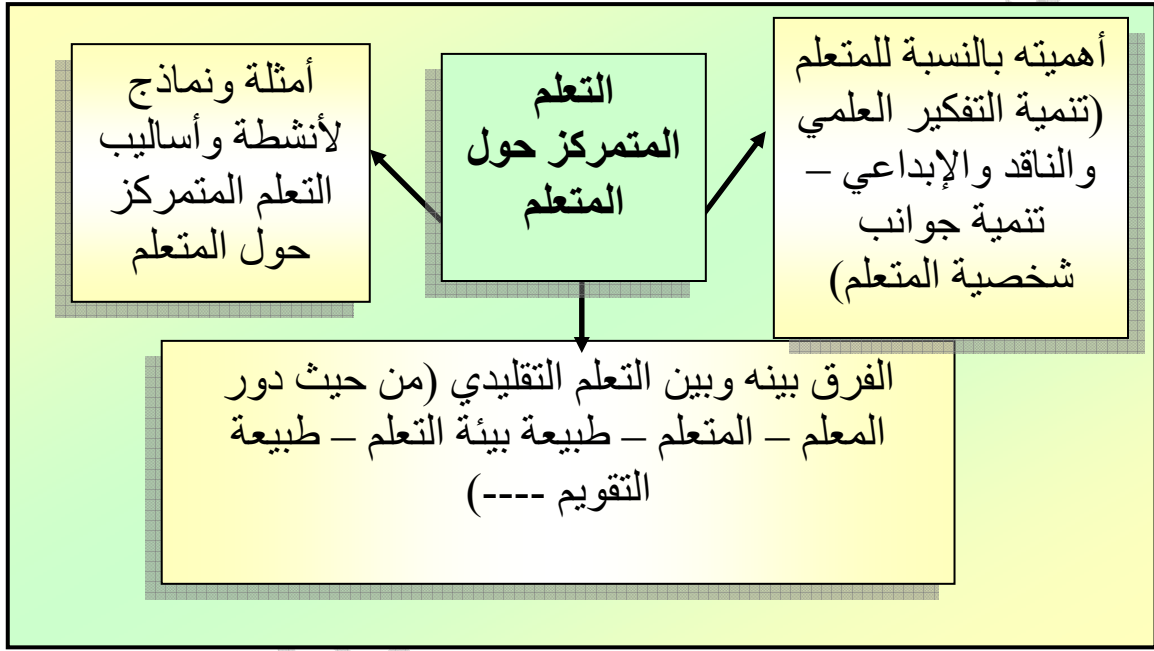 أهميته بالنسبة للمتعلم
(تنمية التفكير العلمي
والناقد والإبداعي –
تنمية جوانب
شخصية المتعلم)
التعلم
المتمركز حول
المتعلم
أمثلة ونماذج
لأنشطة وأساليب
التعلم المتمركز
حول المتعلم
الفرق بينه وبين التعلم التقليدي (من حيث دور
المعلم – المتعلم – طبيعة بيئة التعلم – طبيعة
التقويم ----)